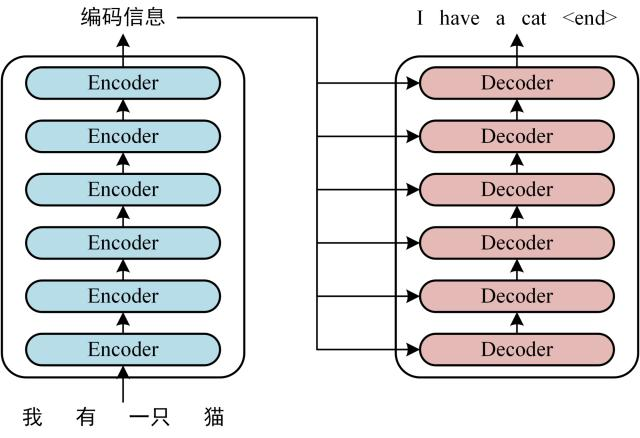 编码信息
Encoder
Encoder
Encoder
Encoder
Encoder
Encoder
我 有 一只 猫
I have a cat <end>
Decoder
Decoder
Decoder
Decoder
Decoder
Decoder